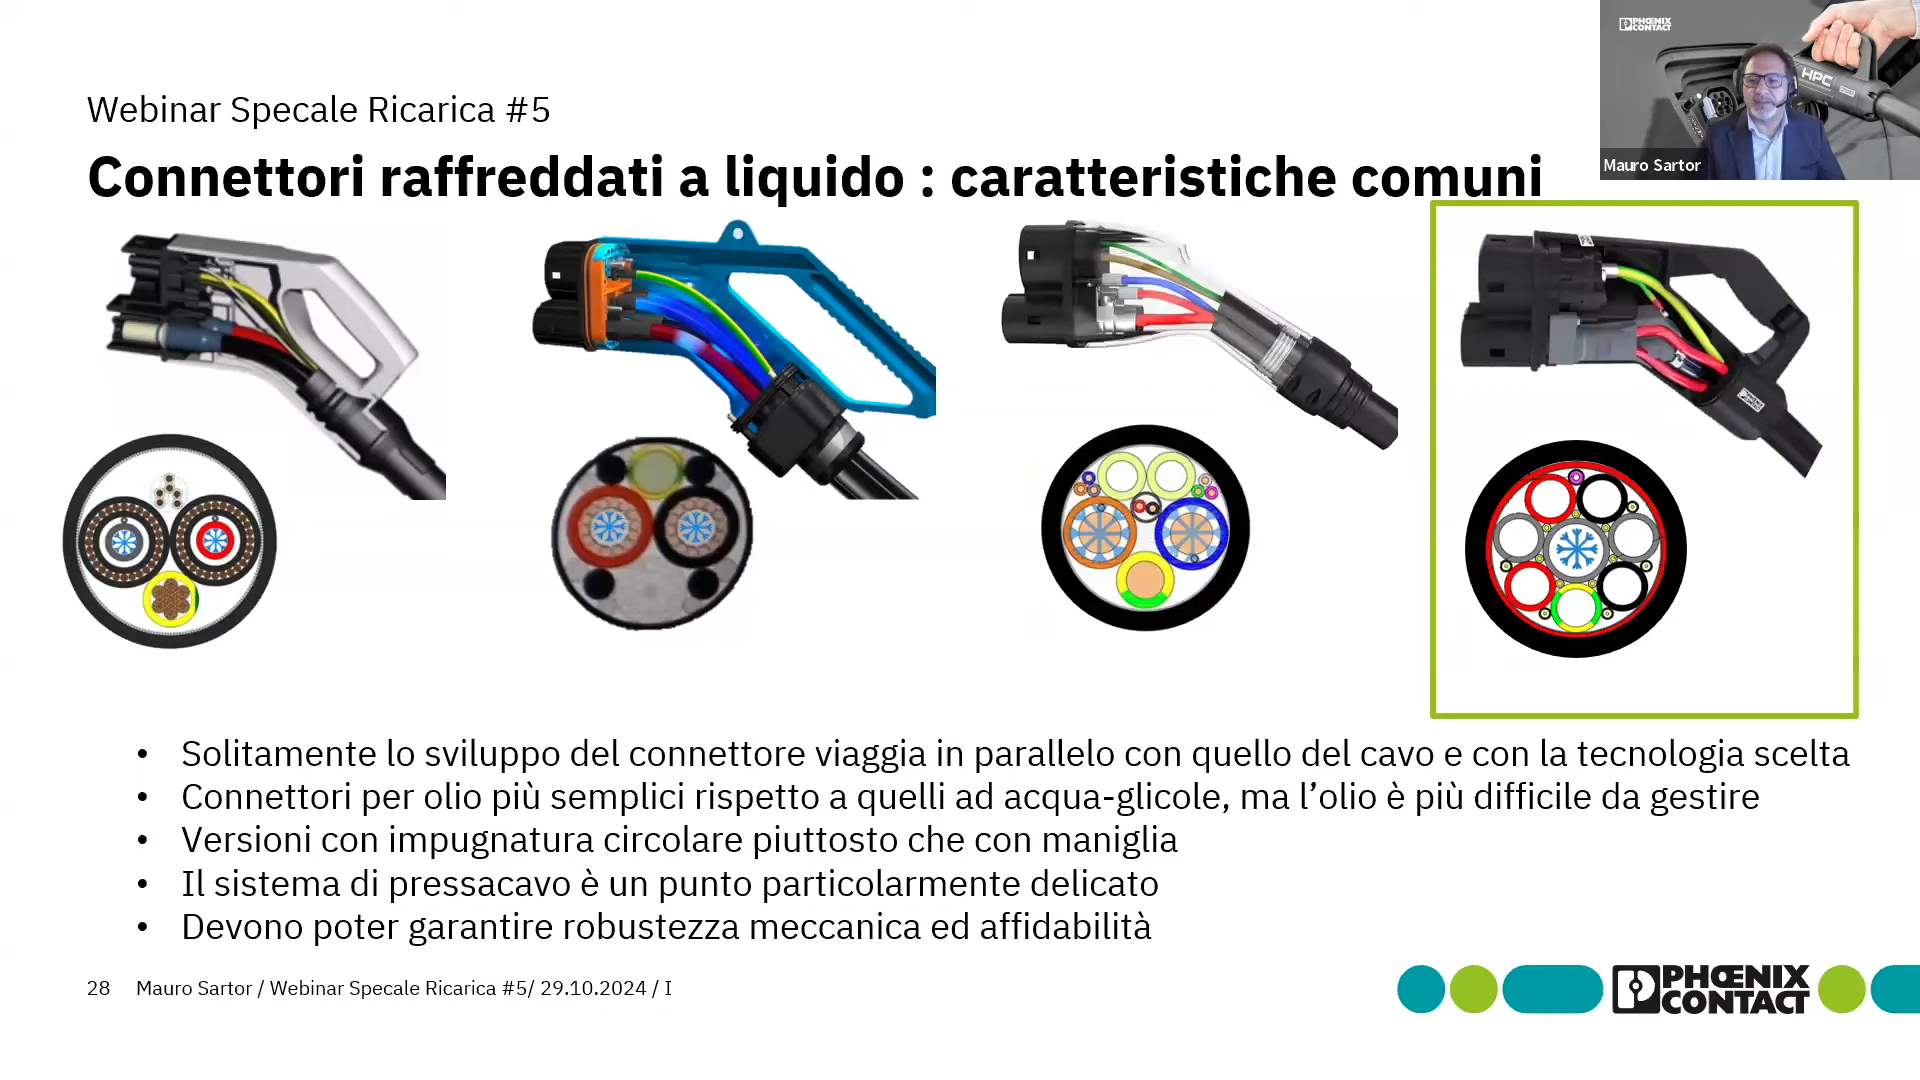 PHŒNIX
CONTACT
HPC
Mauro Sartor
Webinar Specale Ricarica #5
Connettori raffreddati a liquido : caratteristiche comuni
• Solitamente lo sviluppo del connettore viaggia in parallelo con quello del cavo e con la tecnologia scelta
• Connettori per olio più semplici rispetto a quelli ad acqua-glicole, ma l’olio è più difficile da gestire
• Versioni con impugnatura circolare piuttosto che con maniglia
• Il sistema di pressacavo è un punto particolarmente delicato
• Devono poter garantire robustezza meccanica ed affidabilità
28 Mauro Sartor / Webinar Specale Ricarica #5/ 29.10.2024 / I
PHŒNIX
CONTACT